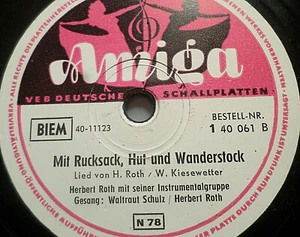 Amiga
VEB DEUTSCHE SCHALLPLATTEN
BIEM
40-11123
BESTELL-NR.
1 40 061 B
Mit Rucksack, Hut und Wanderstock
Lied von H. Roth / W. Kiesewetter
Herbert Roth mit seiner Instrumentalgruppe
Gesang: Waltraut Schulz / Herbert Roth
N 78